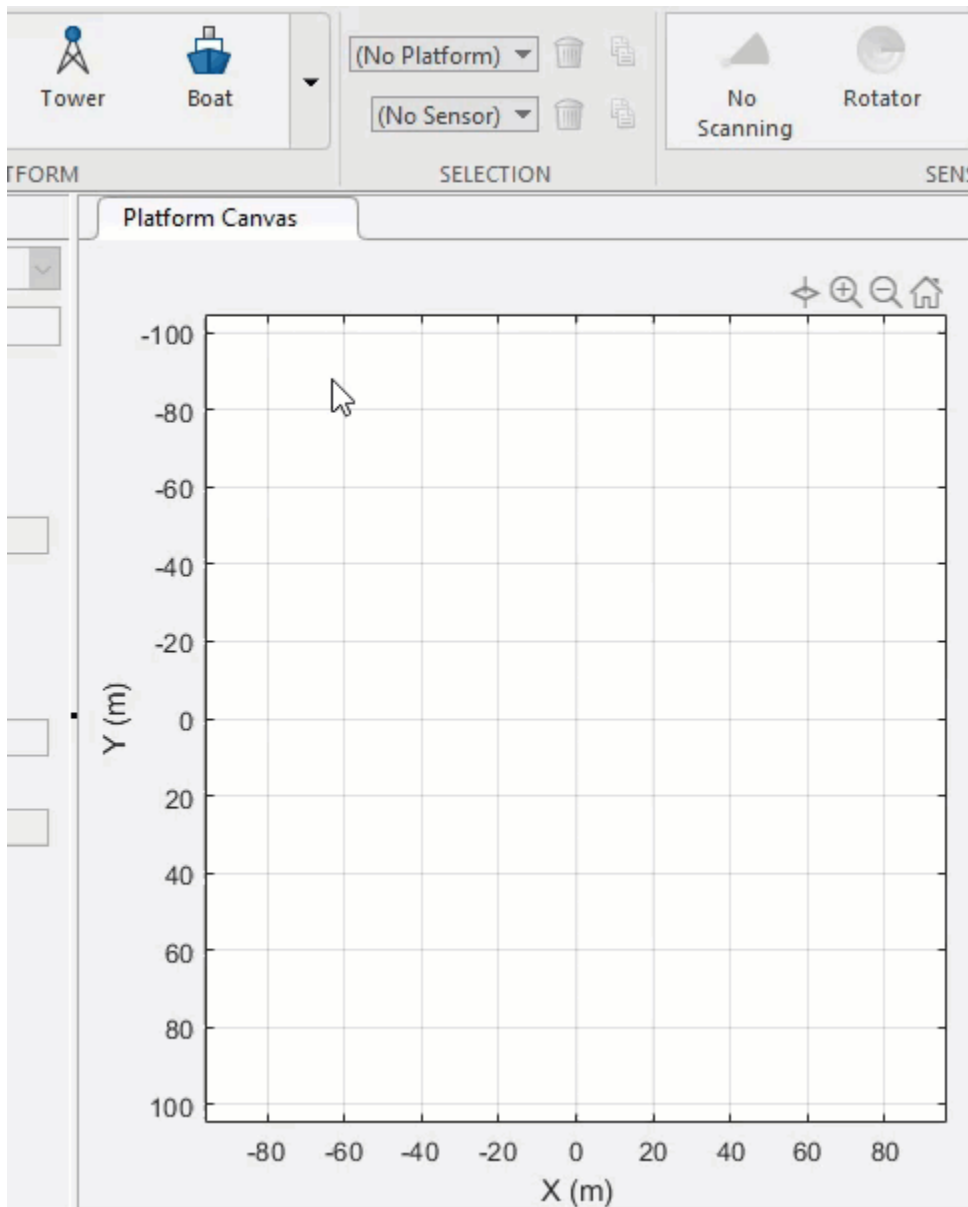 Tower
Boat
(No Platform)
(No Sensor)
No
Scanning
Rotator
TFORM
SELECTION
SENS
Platform Canvas
-100
-80
-60
-40
-20
0
20
40
60
80
100
Y (m)
-80 -60 -40 -20 0 20 40 60 80
X (m)